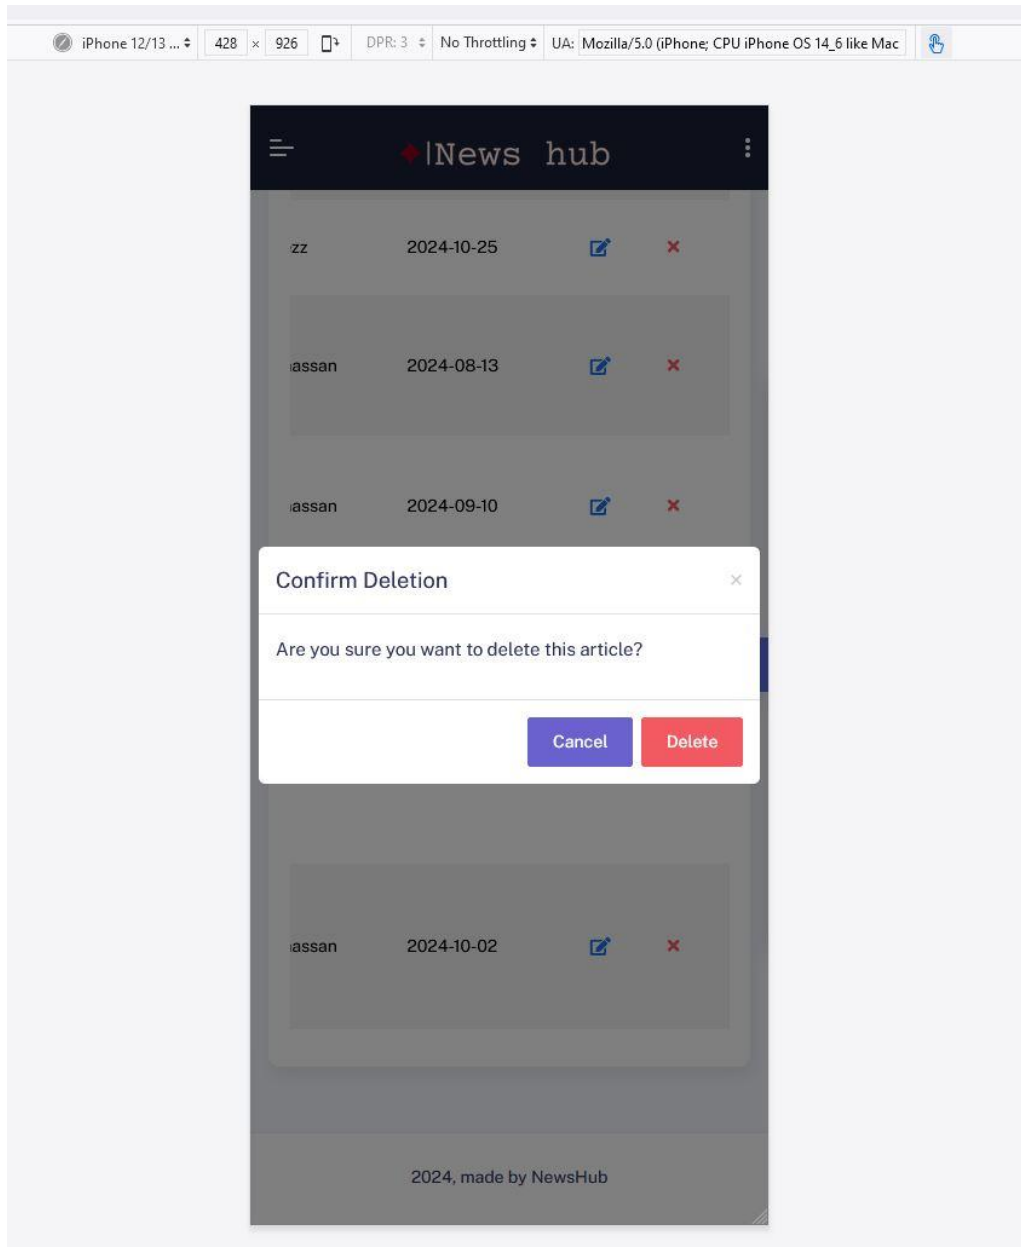 iPhone 12/13 ... 428 × 926 DPR: 3 No Throttling UA: Mozilla/5.0 (iPhone; CPU iPhone OS 14_6 like Mac
|News hub
zz 2024-10-25
assan 2024-08-13
assan 2024-09-10
Confirm Deletion ×
Are you sure you want to delete this article?
Cancel Delete
assan 2024-10-02
2024, made by NewsHub